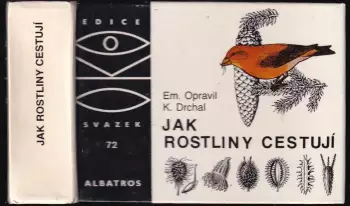 JAK ROSTLINY CESTUJÍ
EDICE
OKO
SVAZEK
72
ALBATROS
Em. Opravil
K. Drchal
JAK
ROSTLINY CESTUJÍ